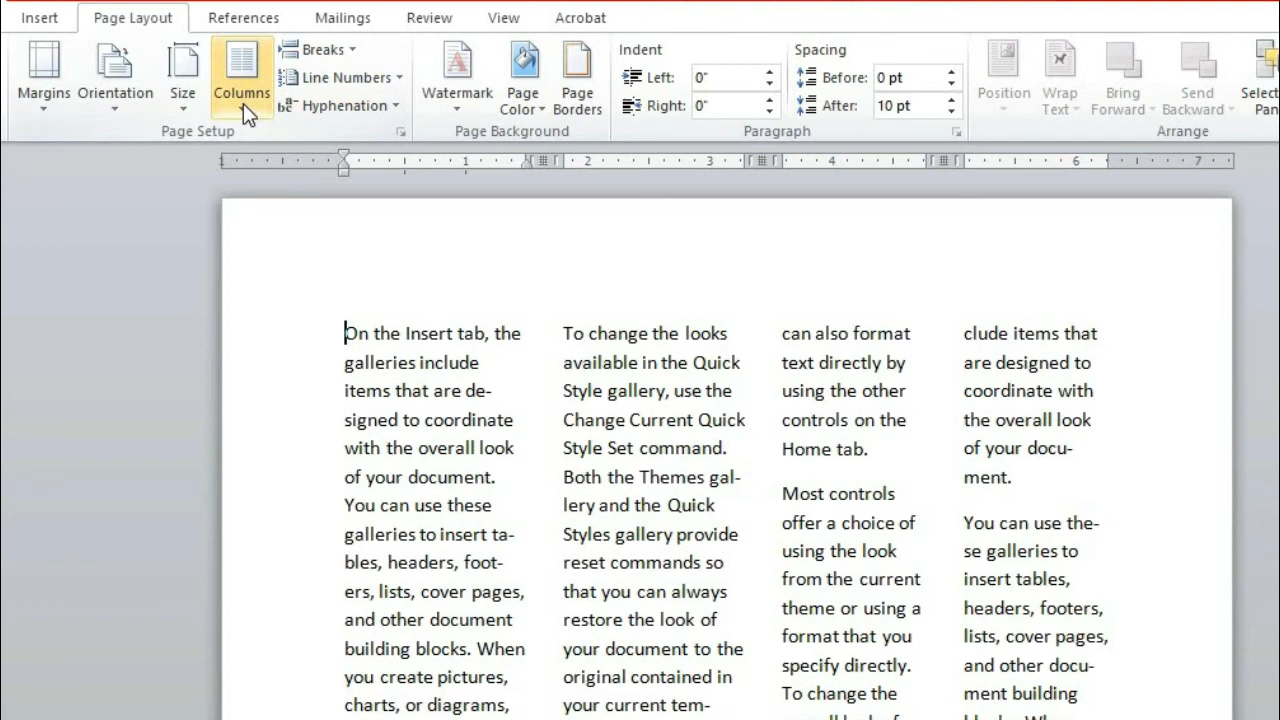 Insert Page Layout References Mailings Review View Acrobat
Margins Orientation Size Columns
Breaks
Line Numbers
Hyphenation
Page Setup
Watermark Page Color Page Borders
Page Background
Indent
Left: 0"
Right: 0"
Spacing
Before: 0 pt
After: 10 pt
Paragraph
Position Wrap Text Bring Forward Send Backward
Arrange
1 1 2 3 4 6 7
On the Insert tab, the
galleries include
items that are de-
signed to coordinate
with the overall look
of your document.
You can use these
galleries to insert ta-
bles, headers, foot-
ers, lists, cover pages,
and other document
building blocks. When
you create pictures,
charts, or diagrams,
To change the looks
available in the Quick
Style gallery, use the
Change Current Quick
Style Set command.
Both the Themes gal-
lery and the Quick
Styles gallery provide
reset commands so
that you can always
restore the look of
your document to the
original contained in
your current tem-
can also format
text directly by
using the other
controls on the
Home tab.
Most controls
offer a choice of
using the look
from the current
theme or using a
format that you
specify directly.
To change the
clude items that
are designed to
coordinate with
the overall look
of your docu-
ment.
You can use the-
se galleries to
insert tables,
headers, footers,
lists, cover pages,
and other docu-
ment building